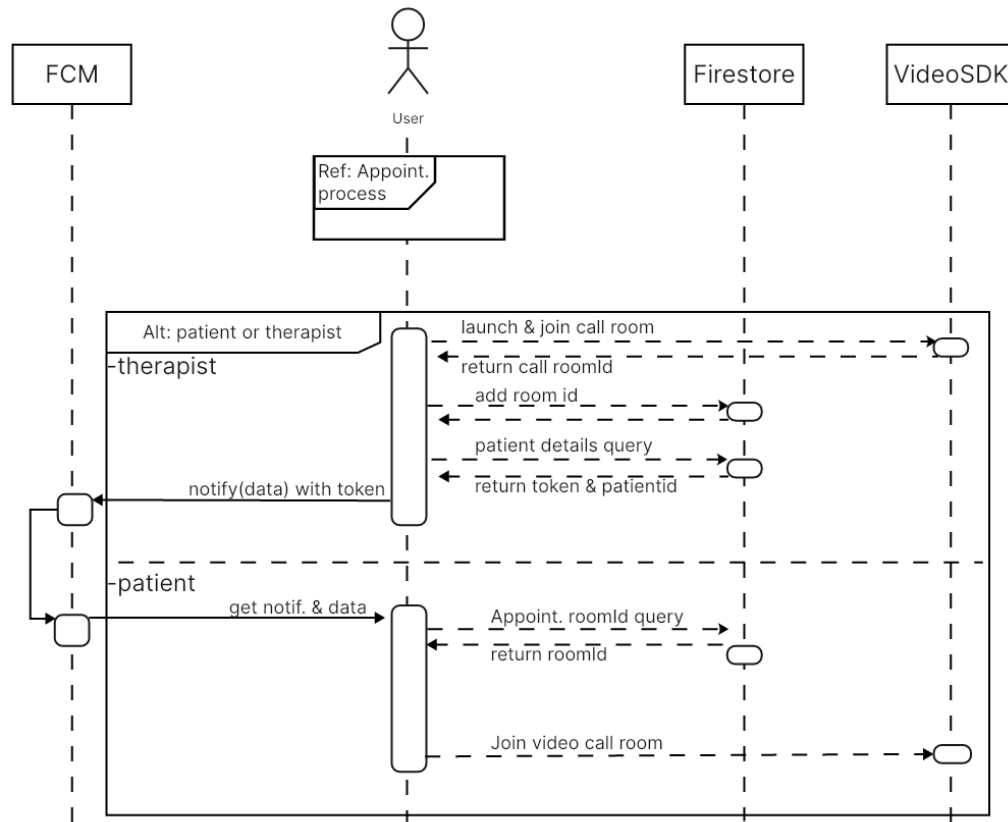 FCM
User
Firestore
VideoSDK
Ref: Appoint.
process
Alt: patient or therapist
-therapist
launch & join call room
return call roomId
add room id
patient details query
return token & patientid
notify(data) with token
-patient
get notif. & data
Appoint. roomId query
return roomId
Join video call room